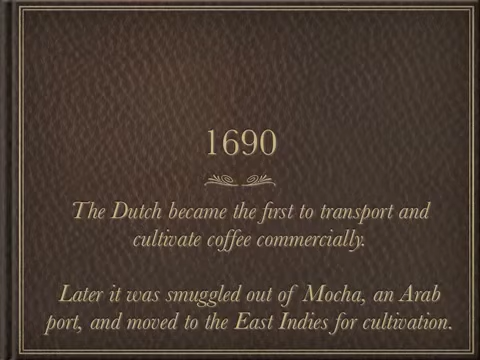 1690
The Dutch became the first to transport and
cultivate coffee commercially.
Later it was smuggled out of Mocha, an Arab
port, and moved to the East Indies for cultivation.